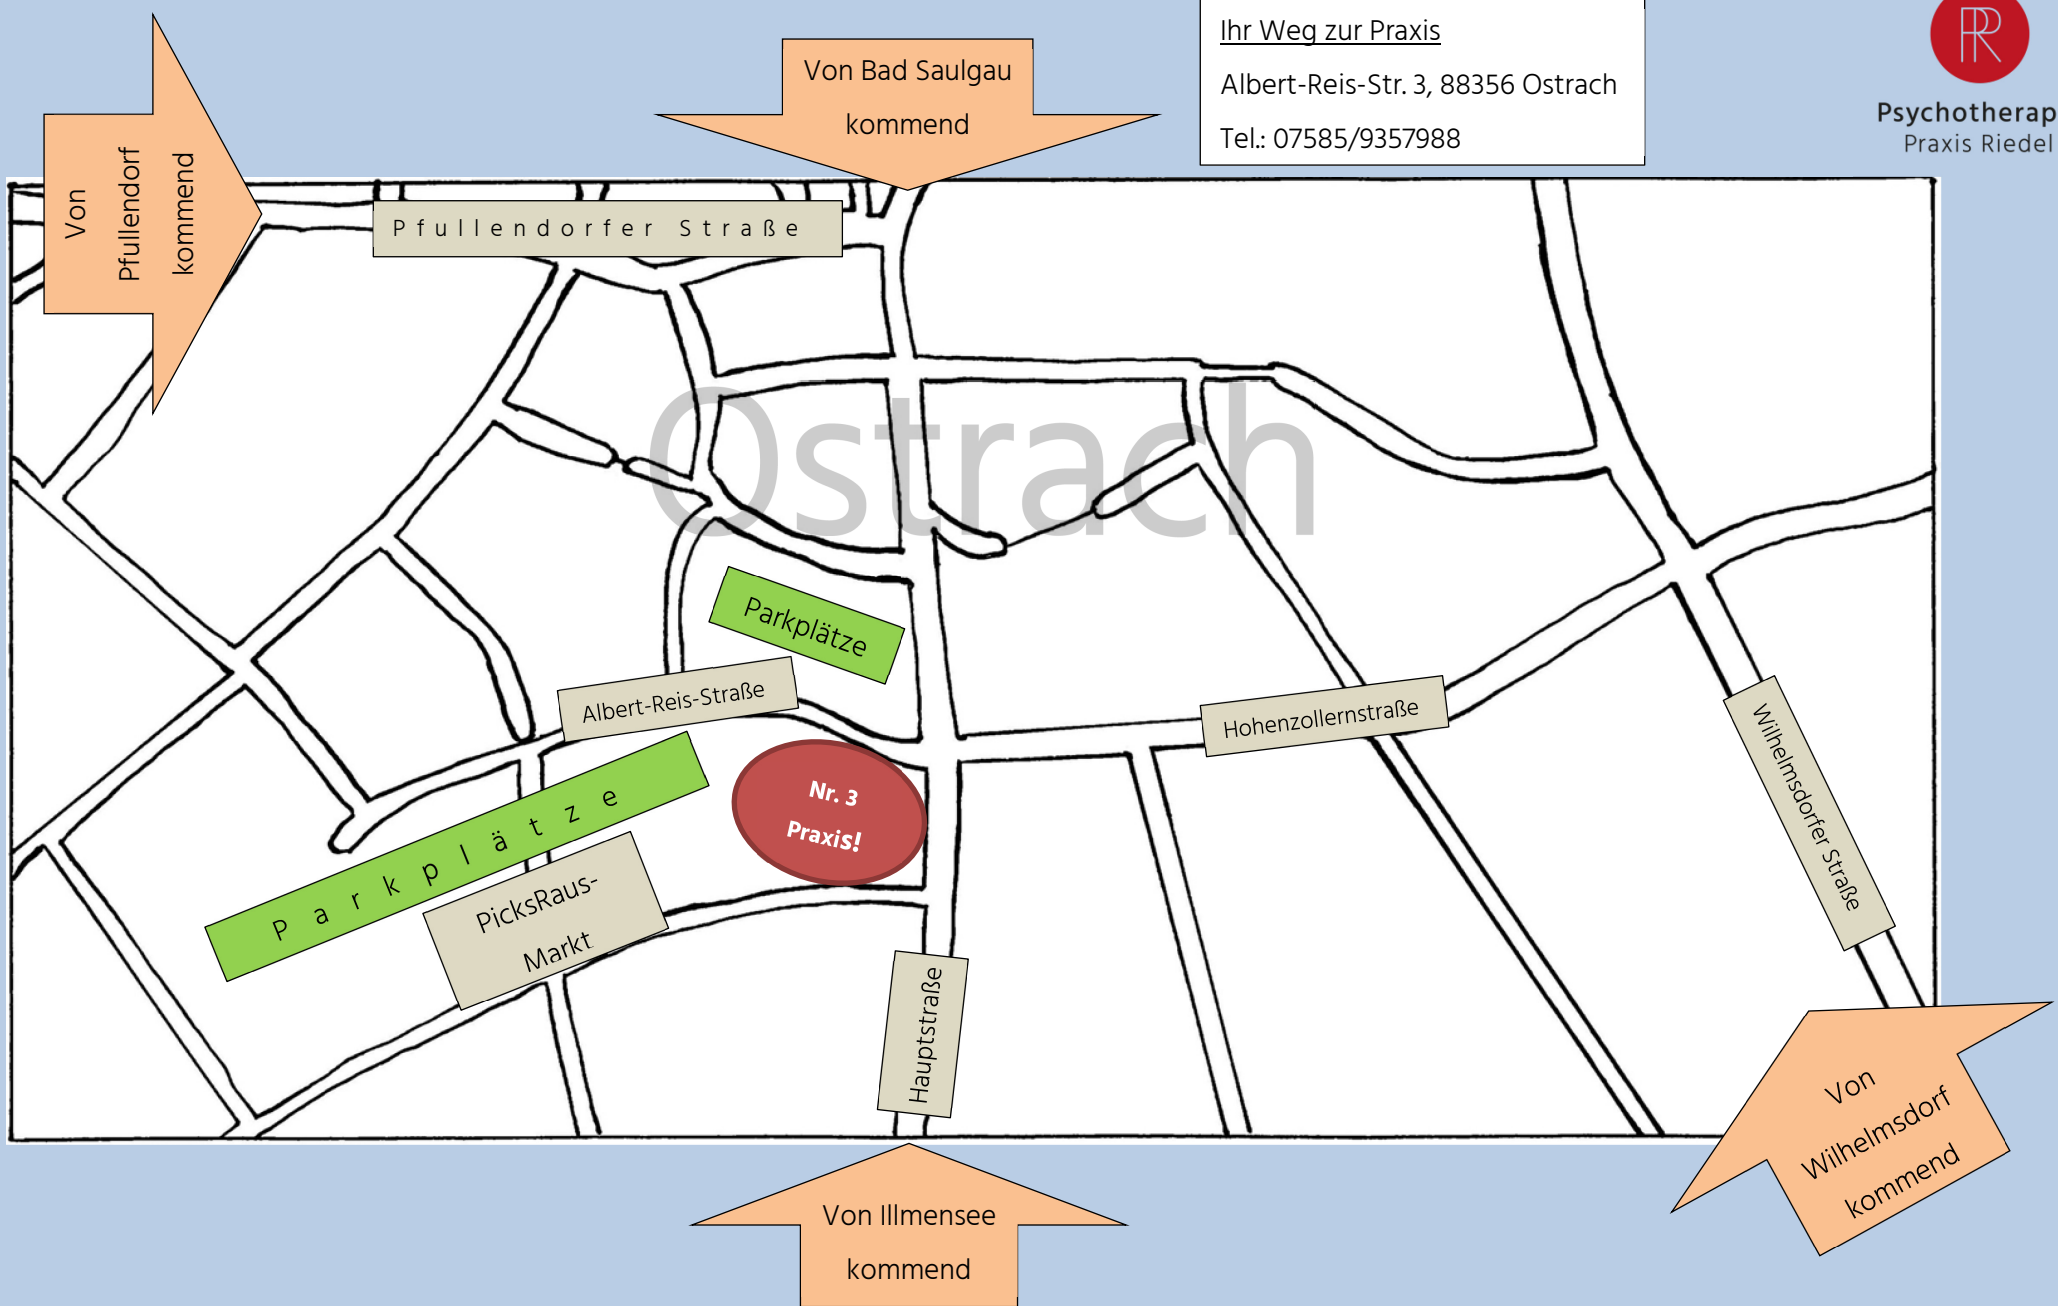 Ihr Weg zur Praxis
Albert-Reis-Str. 3, 88356 Ostrach
Tel.: 07585/9357988
PR
Psychotherap
Praxis Riedel
Von Bad Saulgau
kommend
Von
Pfullendorf
kommend
Pfullendorfer Straße
Ostrach
Parkplätze
Albert-Reis-Straße
Hohenzollernstraße
Wilhelmsdorfer Straße
Nr. 3
Praxis!
Parkplätze
PicksRaus-
Markt
Hauptstraße
Von
Wilhelmsdorf
kommend
Von Illmensee
kommend